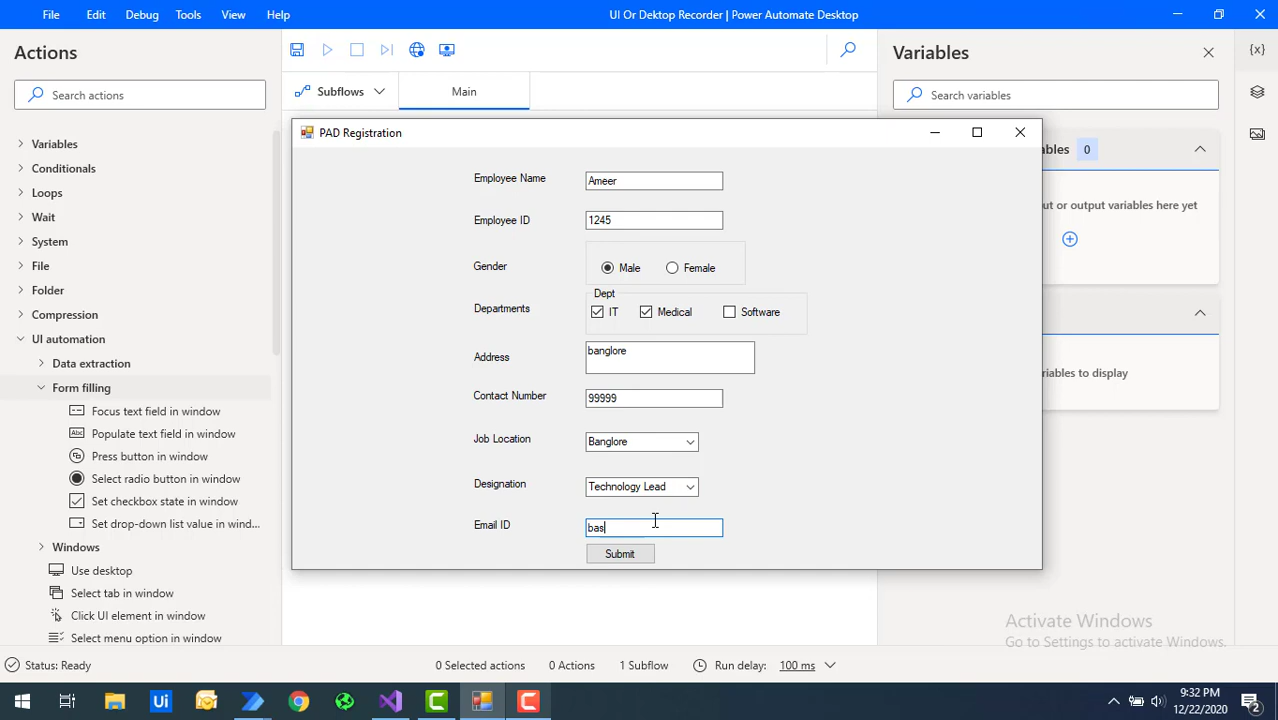 File Edit Debug Tools View Help
UI Or Dektop Recorder | Power Automate Desktop
Actions
Search actions
Variables
Conditionals
Loops
Wait
System
File
Folder
Compression
UI automation
Data extraction
Form filling
Focus text field in window
Populate text field in window
Press button in window
Select radio button in window
Set checkbox state in window
Set drop-down list value in wind...
Windows
Use desktop
Select tab in window
Click UI element in window
Select menu option in window
Subflows
Main
PAD Registration
Employee Name Ameer
Employee ID 1245
Gender Male Female
Dept
Departments IT Medical Software
Address banglore
Contact Number 99999
Job Location Banglore
Designation Technology Lead
Email ID bas
Submit
Variables
{x}
Search variables
ables 0
ut or output variables here yet
riables to display
Activate Windows
Go to Settings to activate Windows.
Status: Ready 0 Selected actions 0 Actions 1 Subflow Run delay: 100 ms
Ui
9:32 PM
12/22/2020
2